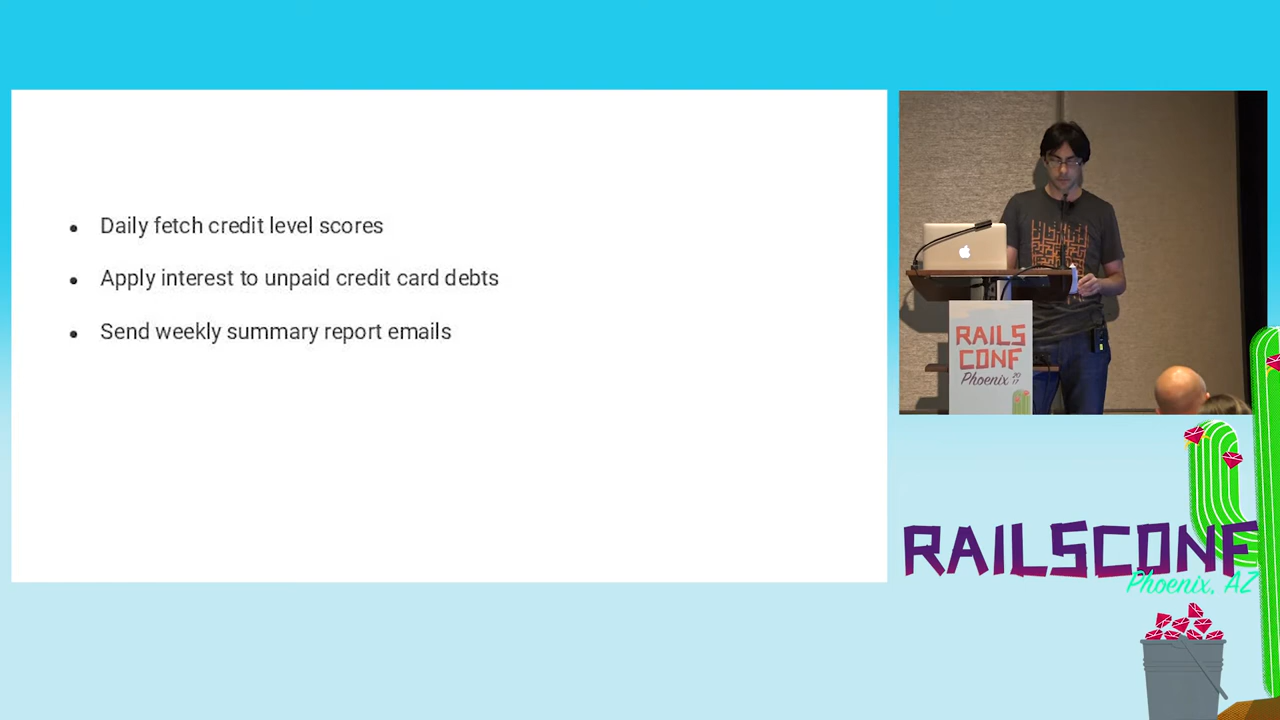 Daily fetch credit level scores
Apply interest to unpaid credit card debts
Send weekly summary report emails
RAILS
CONF
Phoenix 20
17
RAILSCONF
Phoenix, AZ